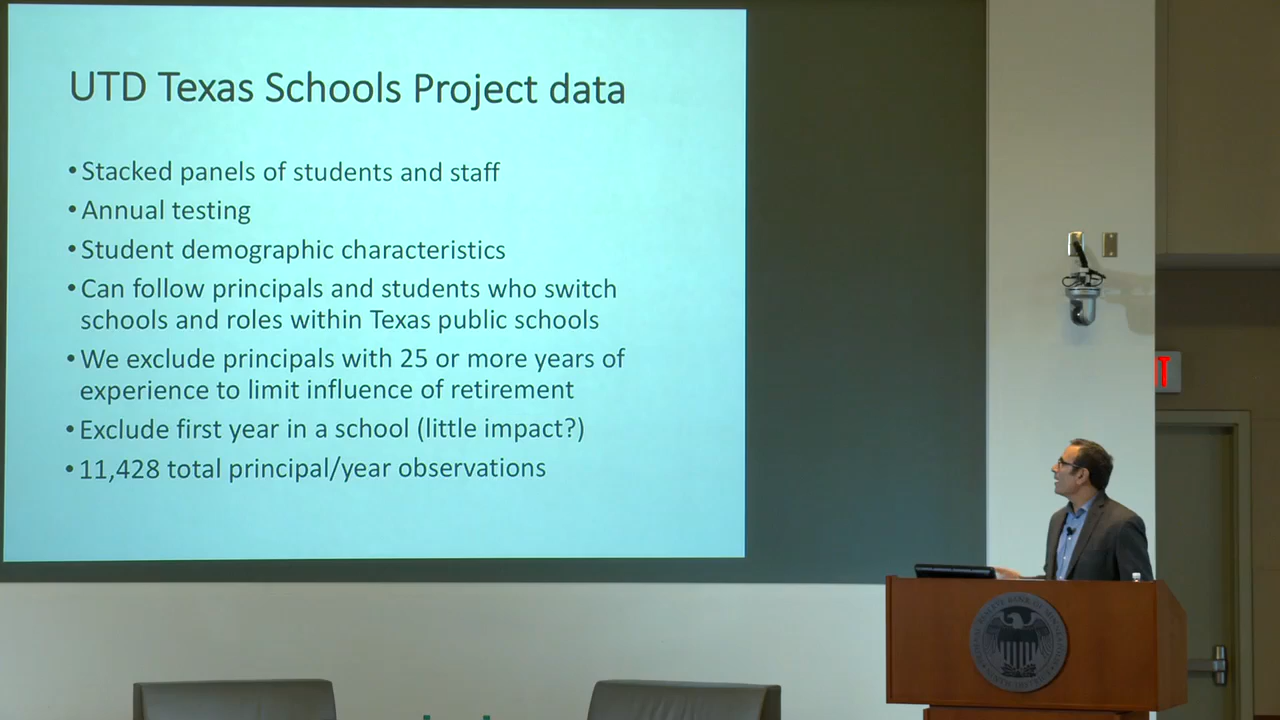 UTD Texas Schools Project data
•Stacked panels of students and staff
•Annual testing
•Student demographic characteristics
•Can follow principals and students who switch
schools and roles within Texas public schools
•We exclude principals with 25 or more years of
experience to limit influence of retirement
•Exclude first year in a school (little impact?)
•11,428 total principal/year observations
IT